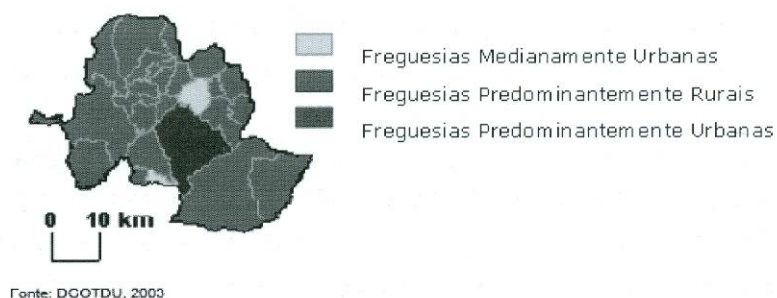 Freguesias Medianamente Urbanas
Freguesias Predominantemente Rurais
Freguesias Predominantemente Urbanas
0 10 km
Fonte: DGOTDU, 2003